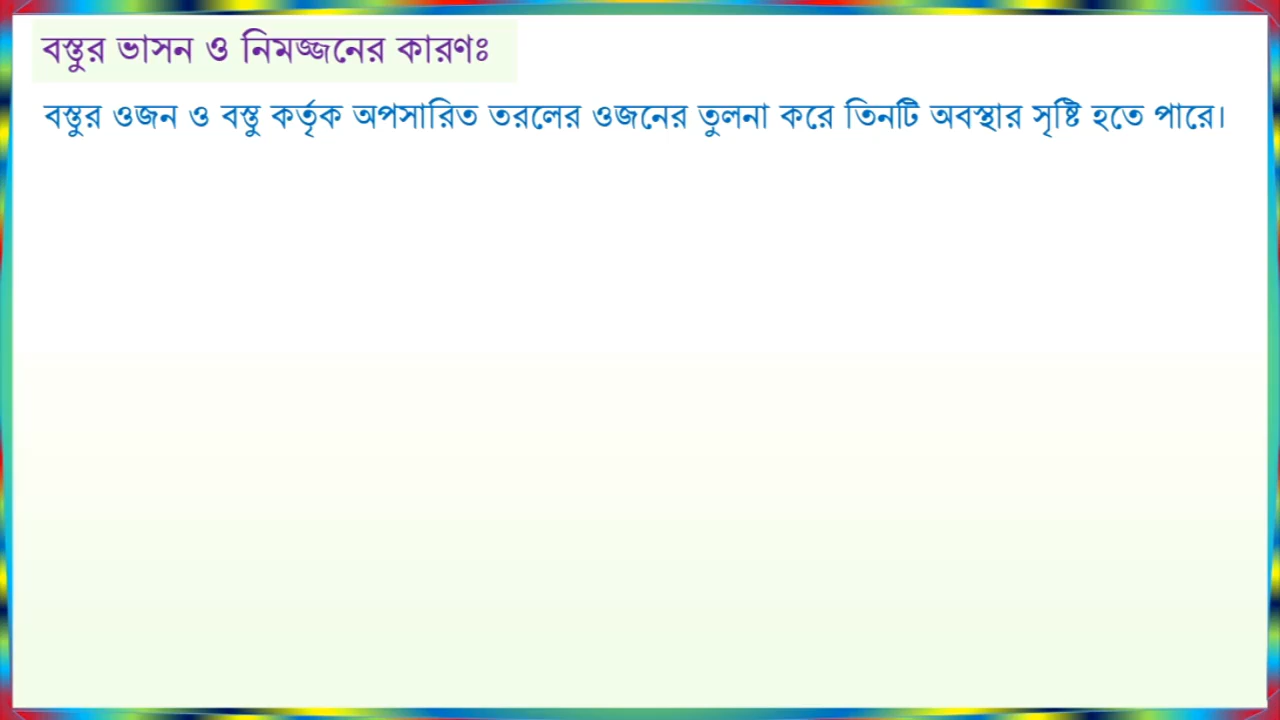 বস্তুর ভাসন ও নিমজ্জনের কারণঃ
বস্তুর ওজন ও বস্তু কর্তৃক অপসারিত তরলের ওজনের তুলনা করে তিনটি অবস্থার সৃষ্টি হতে পারে।